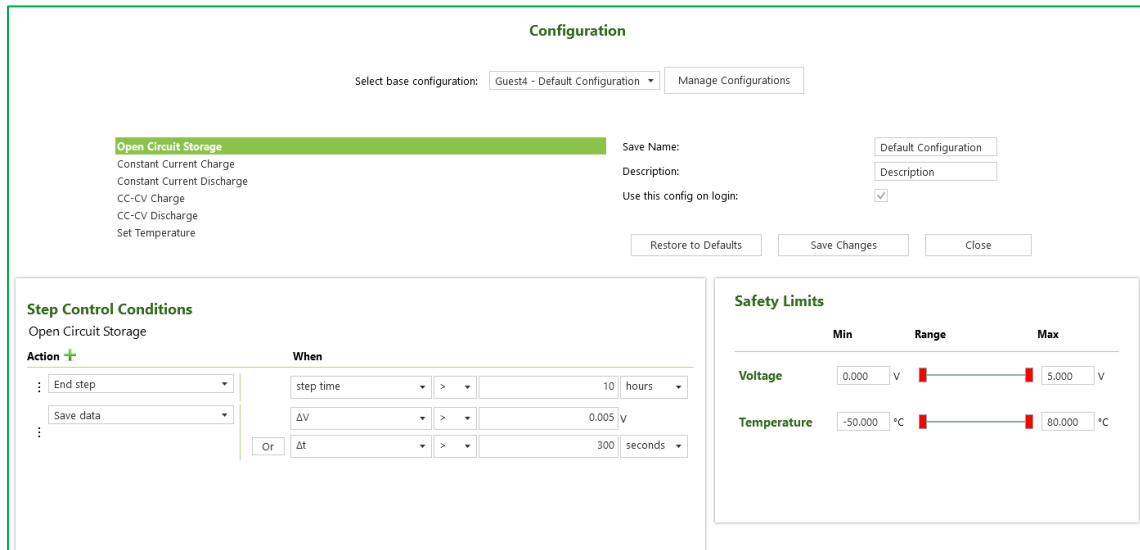 Configuration
Select base configuration: Guest4 - Default Configuration Manage Configurations
Open Circuit Storage
Constant Current Charge
Constant Current Discharge
CC-CV Charge
CC-CV Discharge
Set Temperature
Save Name: Default Configuration
Description: Description
Use this config on login:
Restore to Defaults Save Changes Close
Step Control Conditions
Open Circuit Storage
Action When
End step step time > 10 hours
Save data ΔV > 0.005 V
Or Δt > 300 seconds
Safety Limits
Min Range Max
Voltage 0.000 V 5.000 V
Temperature -50.000 °C 80.000 °C